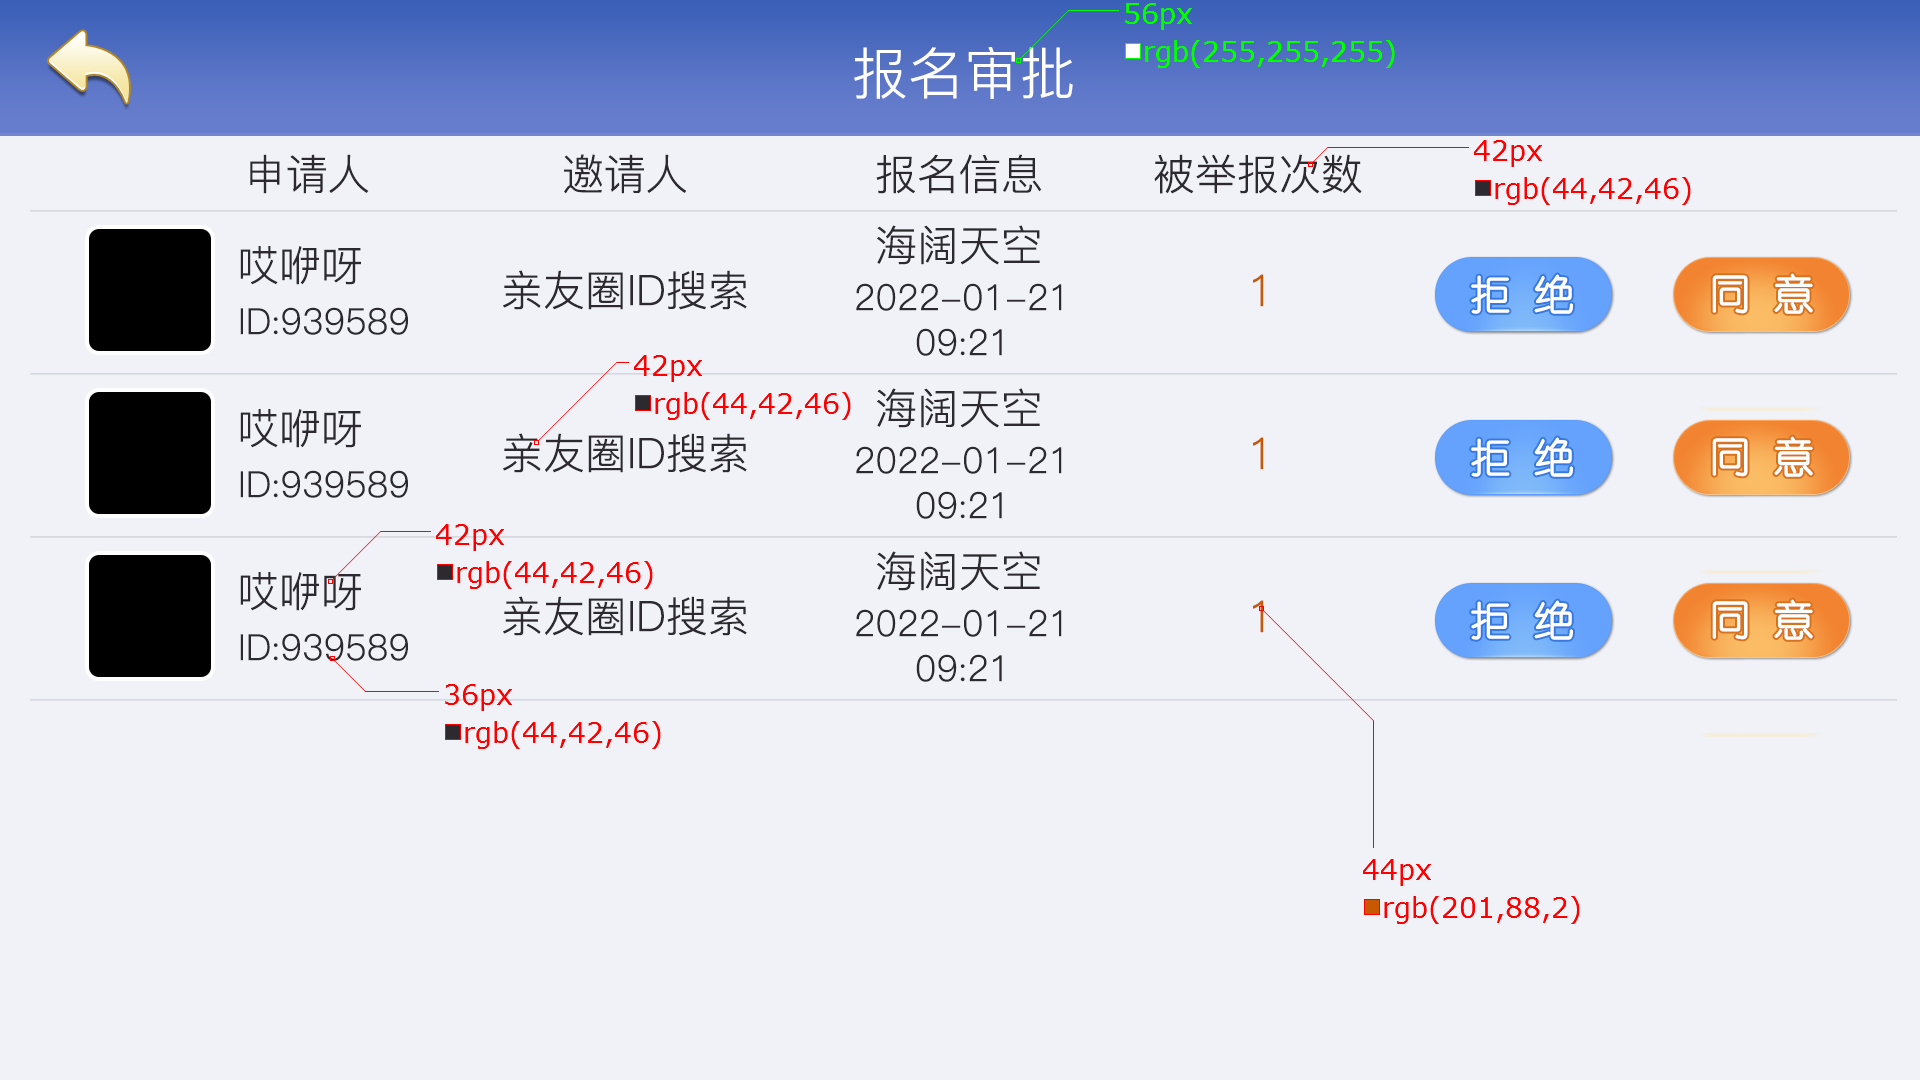 56px
rgb(255,255,255)
报名审批
申请人 邀请人 报名信息 被举报次数
42px
rgb(44,42,46)
哎咿呀
ID:939589
亲友圈ID搜索
海阔天空
2022-01-21
09:21
1
拒 绝
同 意
42px
rgb(44,42,46)
哎咿呀
ID:939589
亲友圈ID搜索
海阔天空
2022-01-21
09:21
1
拒 绝
同 意
42px
rgb(44,42,46)
哎咿呀
ID:939589
亲友圈ID搜索
海阔天空
2022-01-21
09:21
1
拒 绝
同 意
36px
rgb(44,42,46)
44px
rgb(201,88,2)